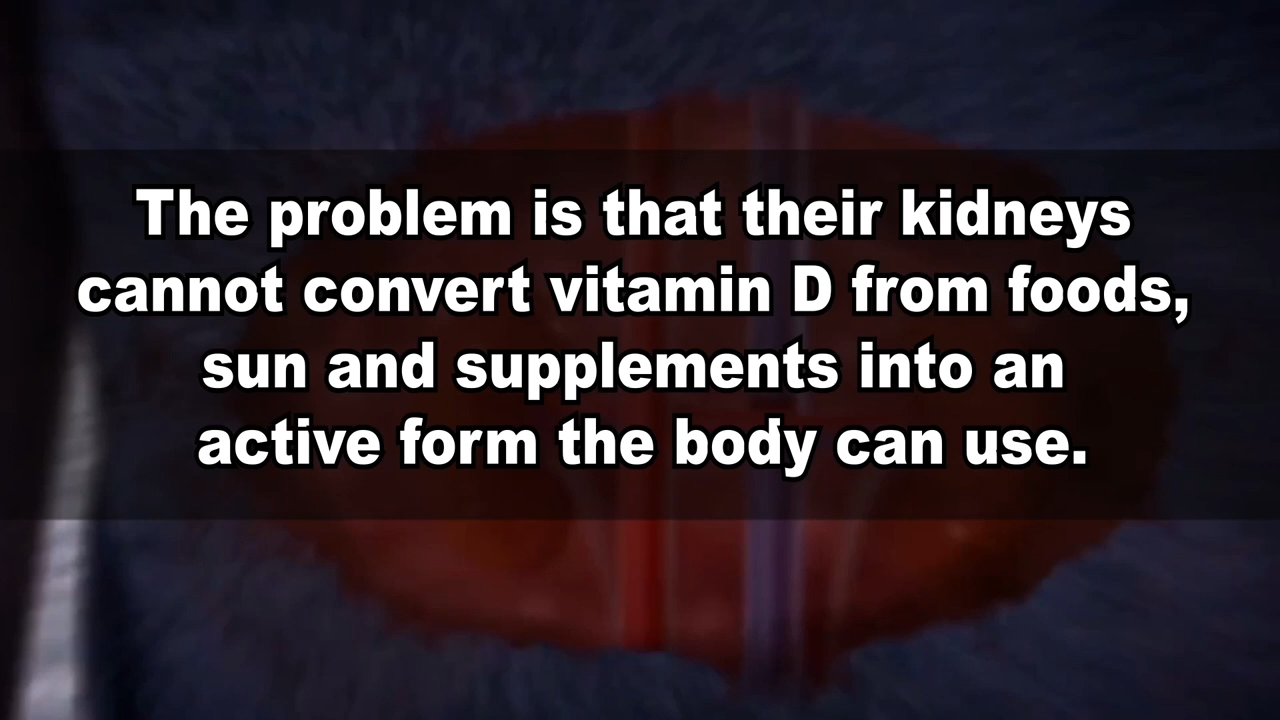 The problem is that their kidneys
cannot convert vitamin D from foods,
sun and supplements into an
active form the body can use.